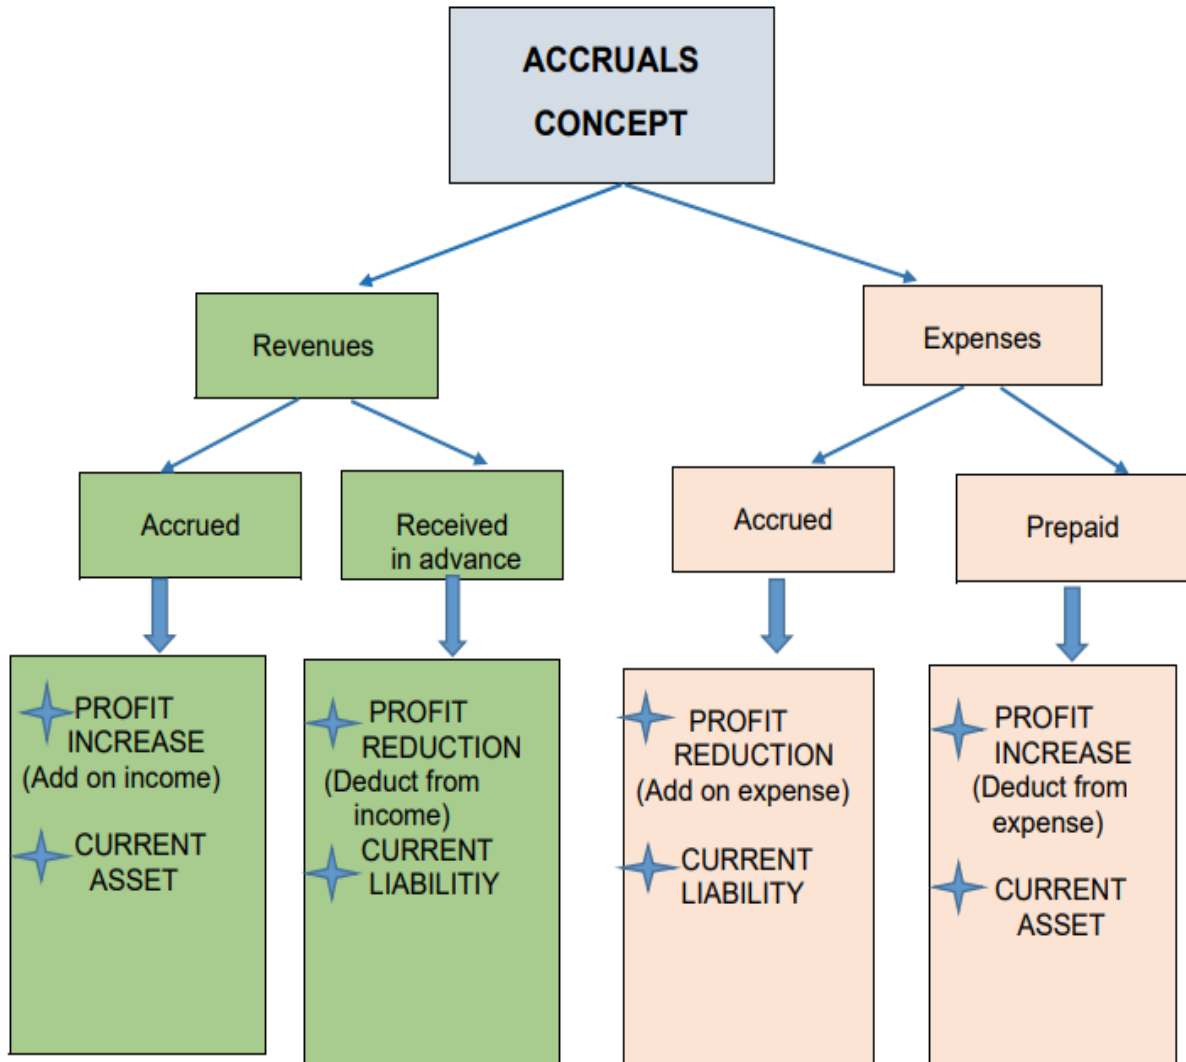 ACCRUALS
CONCEPT
Revenues
Expenses
Accrued
Received
in advance
Accrued
Prepaid
PROFIT
INCREASE
(Add on income)
CURRENT
ASSET
PROFIT
REDUCTION
(Deduct from
income)
CURRENT
LIABILITIY
PROFIT
REDUCTION
(Add on expense)
CURRENT
LIABILITY
PROFIT
INCREASE
(Deduct from
expense)
CURRENT
ASSET